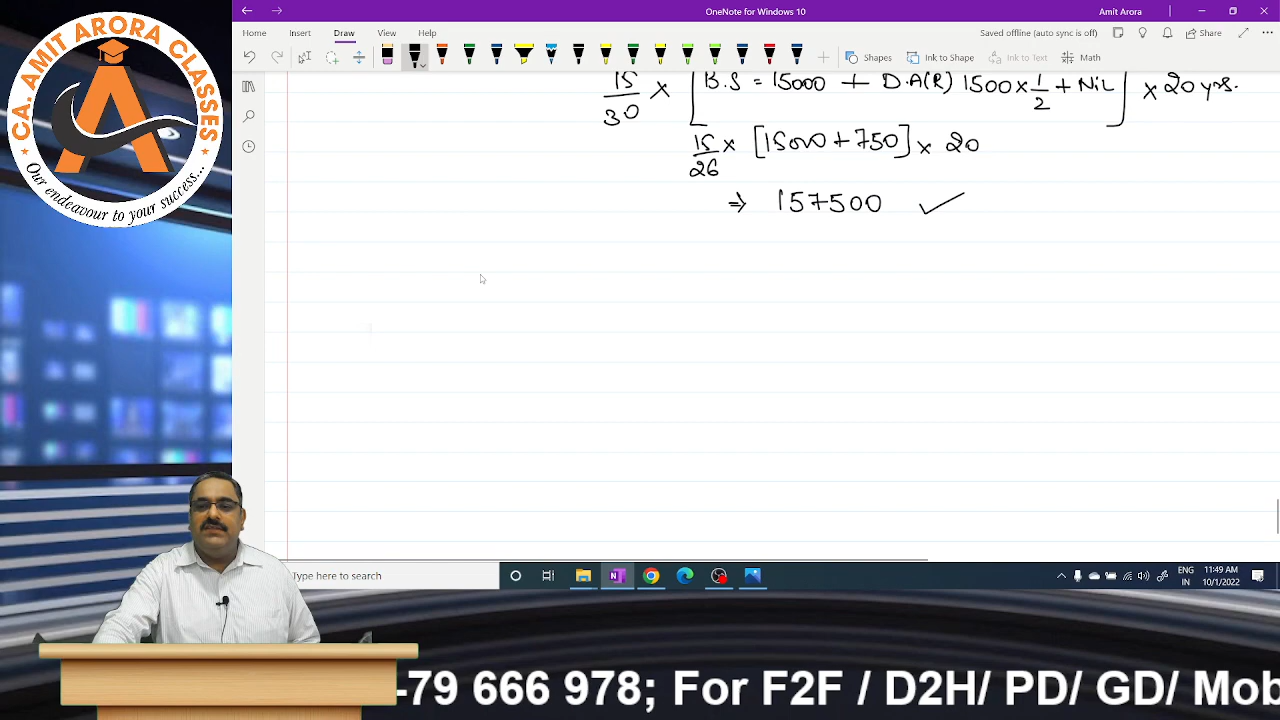 OneNote for Windows 10
Amit Arora
CA. AMIT ARORA CLASSES
Our endeavour to your success...
Home Insert Draw View Help
Saved offline (auto sync is off)
Share
Shapes Ink to Shape Ink to Text Math
15/30 × [B.S = 15000 + D.A(R) 1500 × 1/2 + NiL] × 20 yrs.
15/26 × [15000 + 750] × 20
⇒ 157500 ✓
Type here to search
ENG
IN
11:49 AM
10/1/2022
-79 666 978; For F2F / D2H/ PD/ GD/ Mob